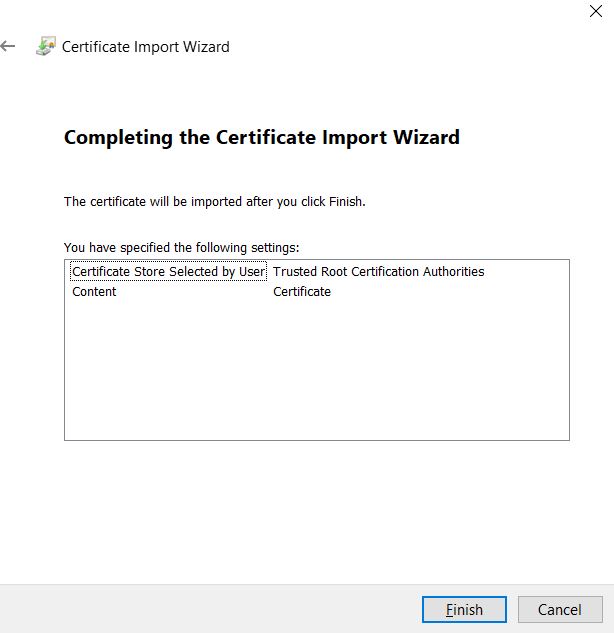 Certificate Import Wizard
Completing the Certificate Import Wizard
The certificate will be imported after you click Finish.
You have specified the following settings:
Certificate Store Selected by User Trusted Root Certification Authorities
Content Certificate
Finish Cancel